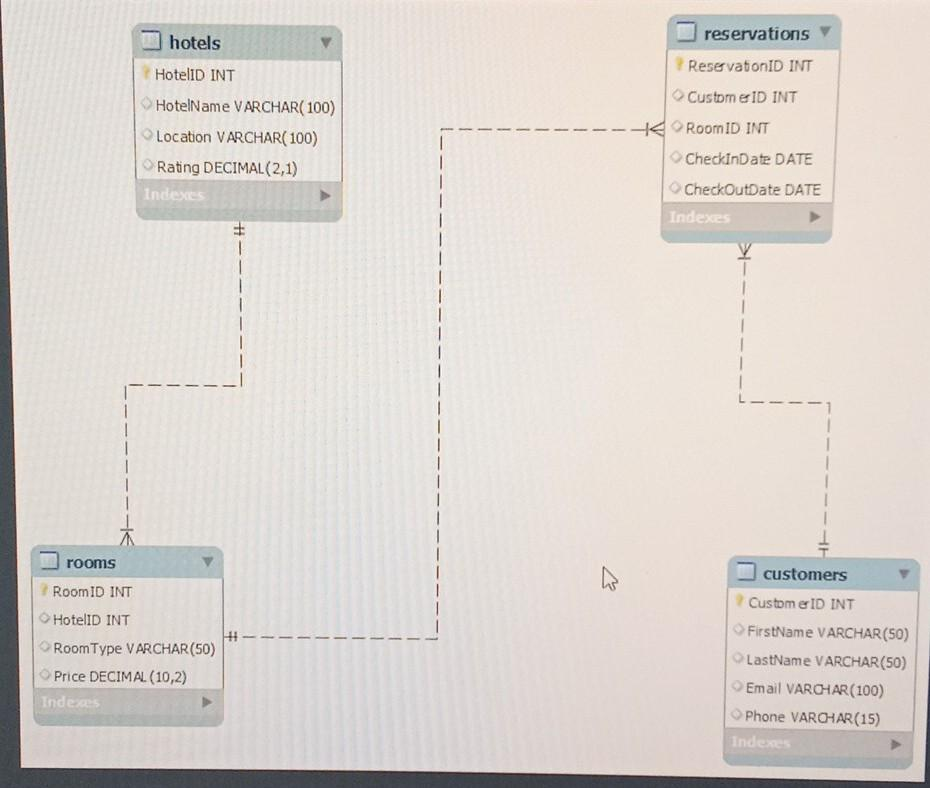 hotels
HotelID INT
HotelName VARCHAR(100)
Location VARCHAR(100)
Rating DECIMAL(2,1)
Indexes
reservations
ReservationID INT
CustomerID INT
RoomID INT
CheckInDate DATE
CheckOutDate DATE
Indexes
rooms
RoomID INT
HotelID INT
RoomType VARCHAR(50)
Price DECIMAL(10,2)
Indexes
customers
CustomerID INT
FirstName VARCHAR(50)
LastName VARCHAR(50)
Email VARCHAR(100)
Phone VARCHAR(15)
Indexes